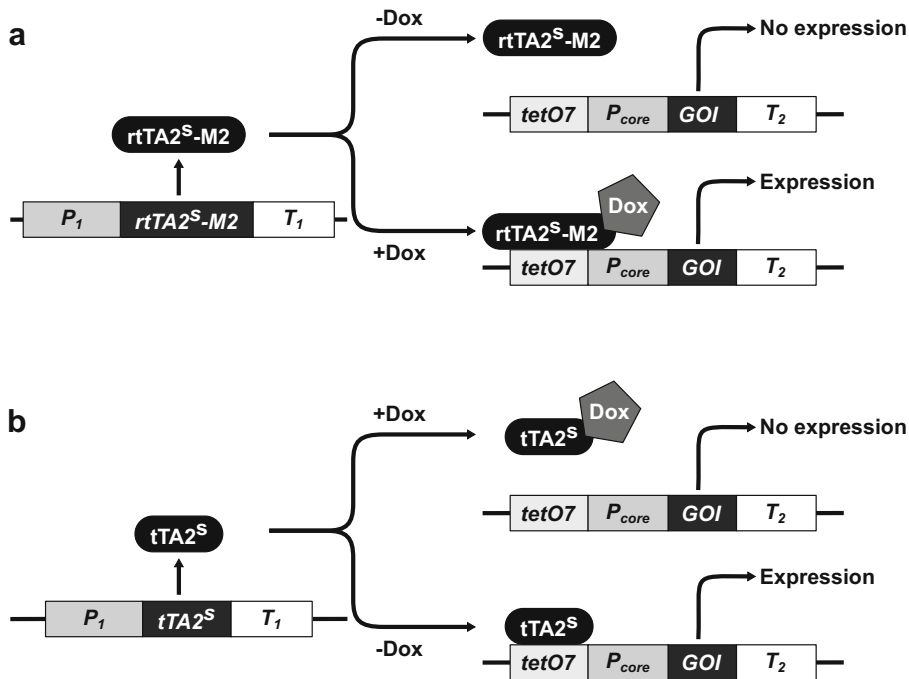 a
-Dox
rtTA2S-M2
No expression
tetO7 Pcore GOI T2
rtTA2S-M2
P1 rtTA2S-M2 T1
+Dox
Dox
Expression
rtTA2S-M2
tetO7 Pcore GOI T2
b
+Dox
Dox
tTA2S
No expression
tetO7 Pcore GOI T2
tTA2S
P1 tTA2S T1
-Dox
Expression
tTA2S
tetO7 Pcore GOI T2